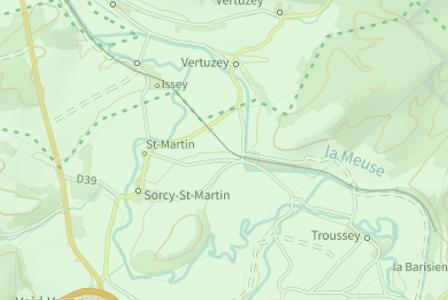 Vertuzey
Vertuzey
Issey
St-Martin
la Meuse
D39
Sorcy-St-Martin
Troussey
la Barisien